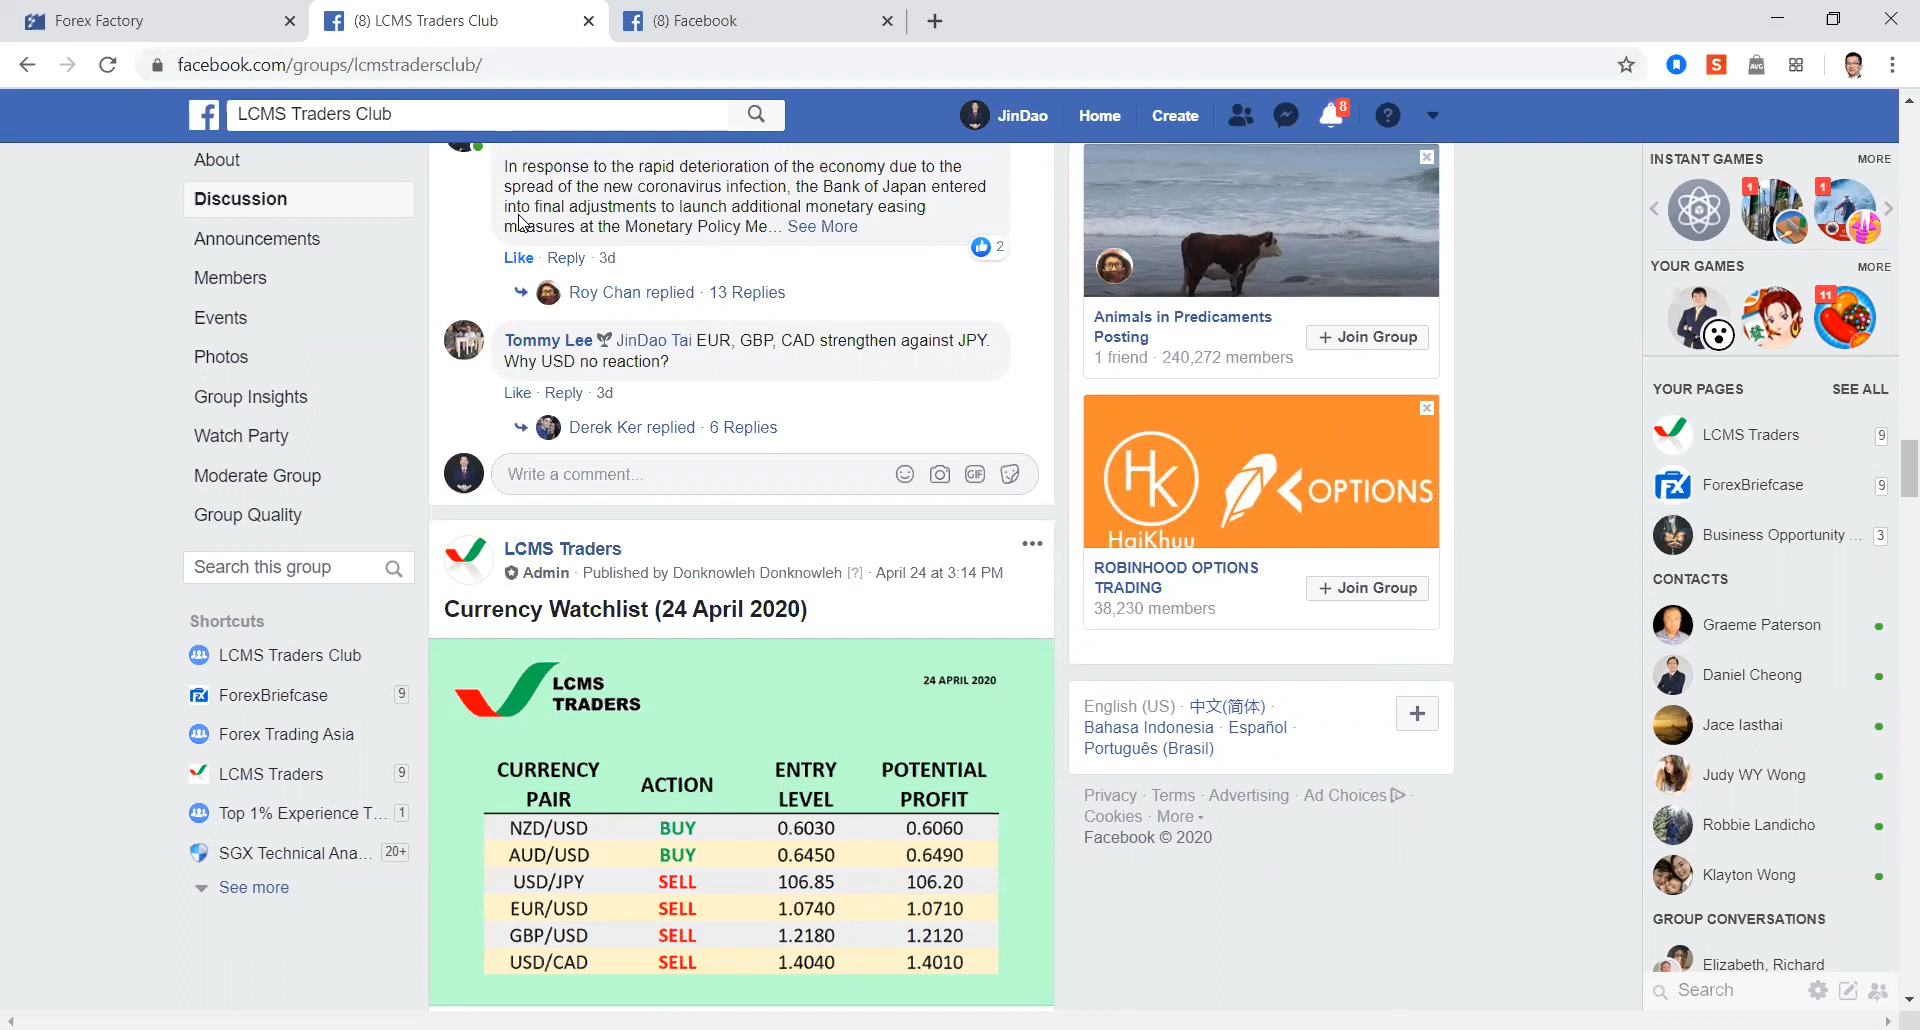 Forex Factory
(8) LCMS Traders Club
(8) Facebook
facebook.com/groups/lcmstradersclub/
S
AVG
LCMS Traders Club
JinDao
Home
Create
8
About
Discussion
Announcements
Members
Events
Photos
Group Insights
Watch Party
Moderate Group
Group Quality
Search this group
Shortcuts
LCMS Traders Club
ForexBriefcase 9
Forex Trading Asia
LCMS Traders 9
Top 1% Experience T... 1
SGX Technical Ana... 20+
See more
In response to the rapid deterioration of the economy due to the
spread of the new coronavirus infection, the Bank of Japan entered
into final adjustments to launch additional monetary easing
measures at the Monetary Policy Me... See More
2
Like · Reply · 3d
Roy Chan replied · 13 Replies
Tommy Lee JinDao Tai EUR, GBP, CAD strengthen against JPY.
Why USD no reaction?
Like · Reply · 3d
Derek Ker replied · 6 Replies
Write a comment...
GIF
LCMS Traders
Admin · Published by Donknowleh Donknowleh [?] · April 24 at 3:14 PM
Currency Watchlist (24 April 2020)
LCMS
TRADERS
24 APRIL 2020
CURRENCY PAIR ACTION ENTRY LEVEL POTENTIAL PROFIT
NZD/USD BUY 0.6030 0.6060
AUD/USD BUY 0.6450 0.6490
USD/JPY SELL 106.85 106.20
EUR/USD SELL 1.0740 1.0710
GBP/USD SELL 1.2180 1.2120
USD/CAD SELL 1.4040 1.4010
Animals in Predicaments
Posting
1 friend · 240,272 members
+ Join Group
HK
HaiKhuu
OPTIONS
ROBINHOOD OPTIONS
TRADING
38,230 members
+ Join Group
English (US) · 中文(简体) ·
Bahasa Indonesia · Español ·
Português (Brasil)
Privacy · Terms · Advertising · Ad Choices ·
Cookies · More
Facebook © 2020
INSTANT GAMES MORE
1
1
YOUR GAMES MORE
11
YOUR PAGES SEE ALL
LCMS Traders 9
FX ForexBriefcase 9
Business Opportunity ... 3
CONTACTS
Graeme Paterson
Daniel Cheong
Jace Iasthai
Judy WY Wong
Robbie Landicho
Klayton Wong
GROUP CONVERSATIONS
Elizabeth, Richard
Search